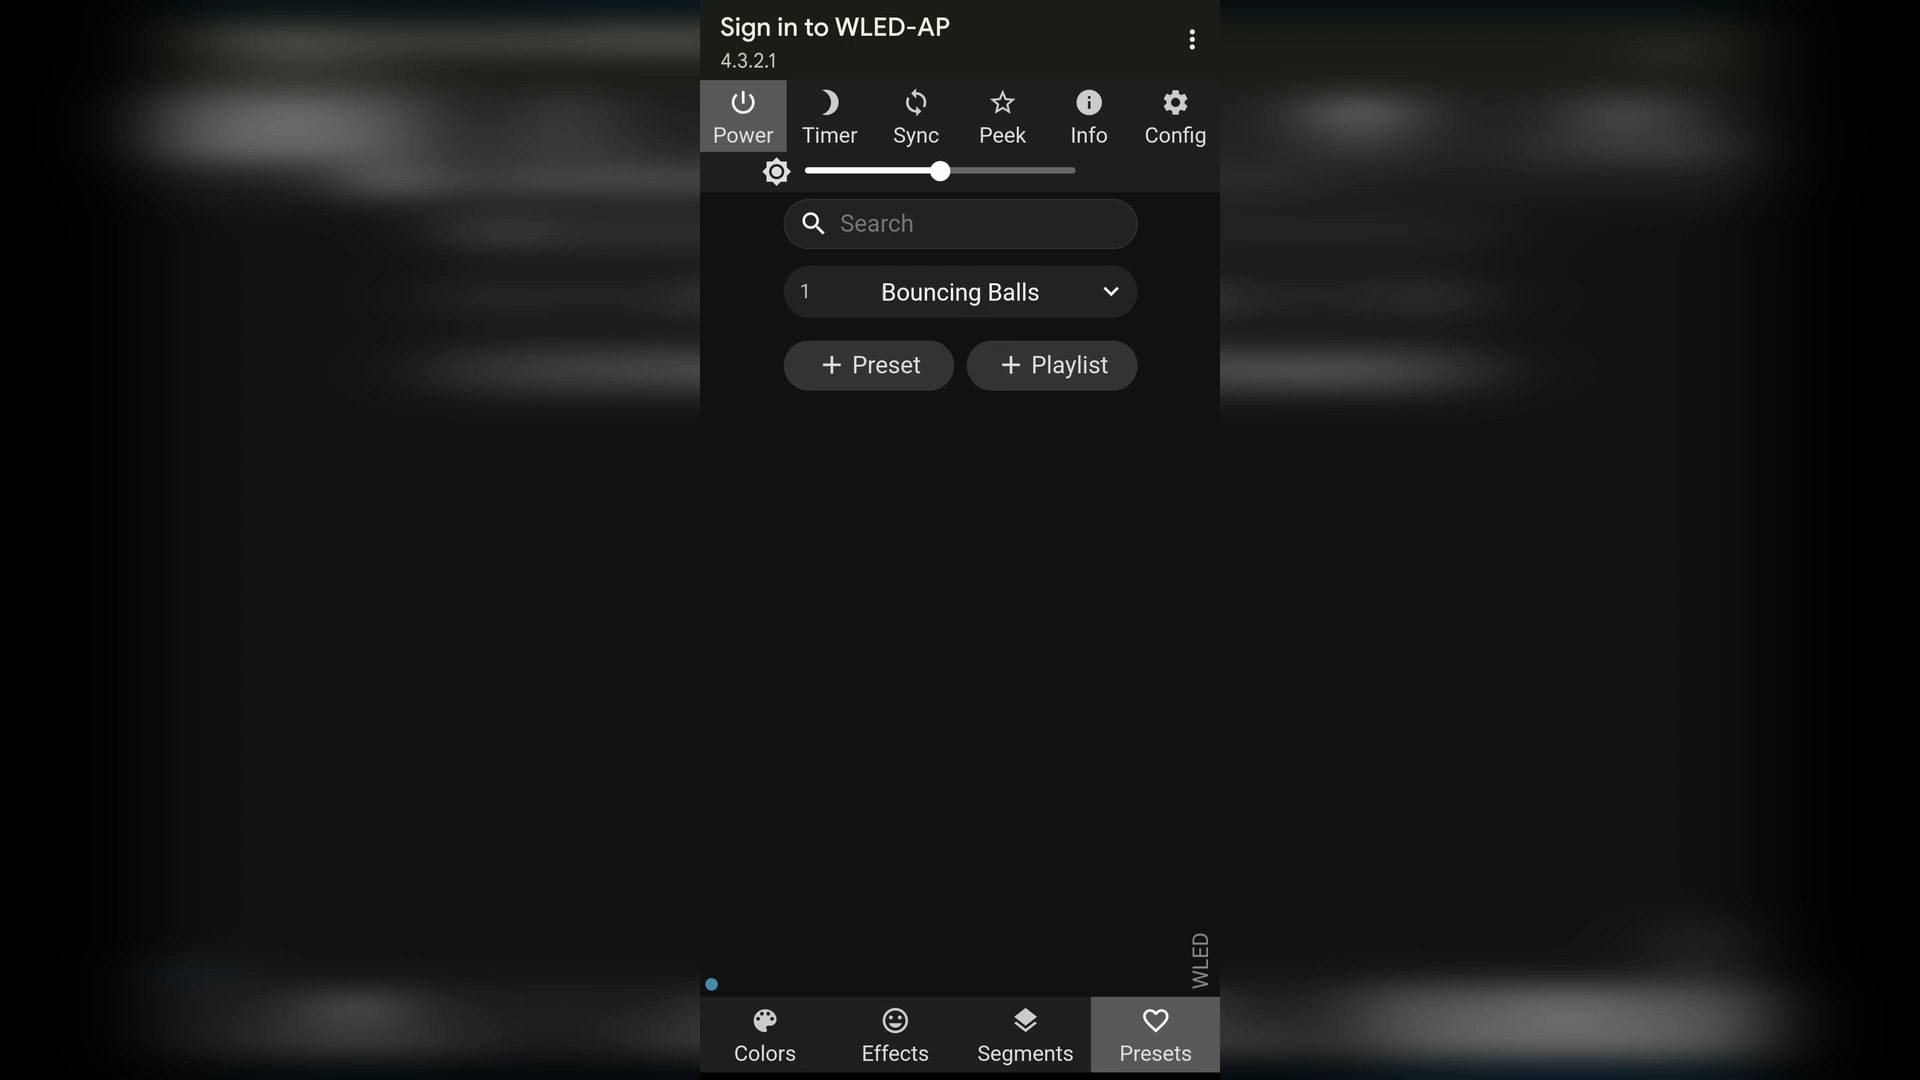 Sign in to WLED-AP
4.3.2.1
Power Timer Sync Peek Info Config
Search
1 Bouncing Balls
+ Preset + Playlist
WLED
Colors Effects Segments Presets